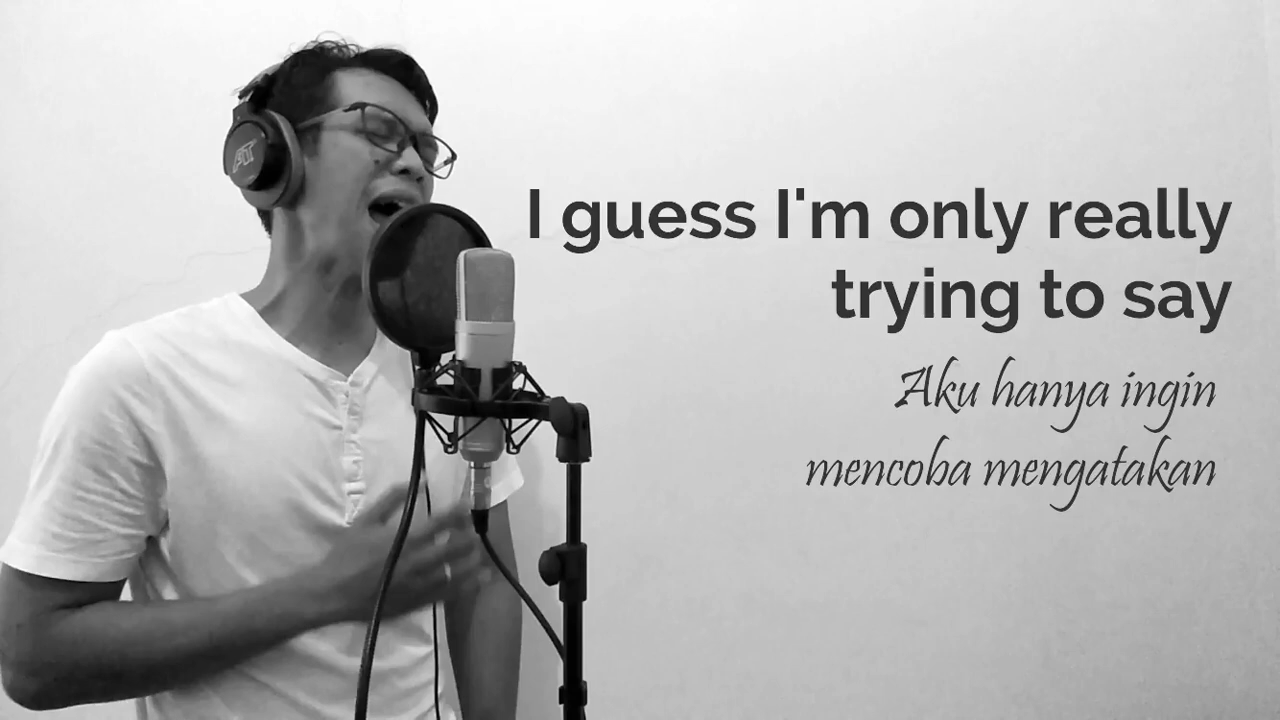 I guess I'm only really
trying to say
Aku hanya ingin
mencoba mengatakan